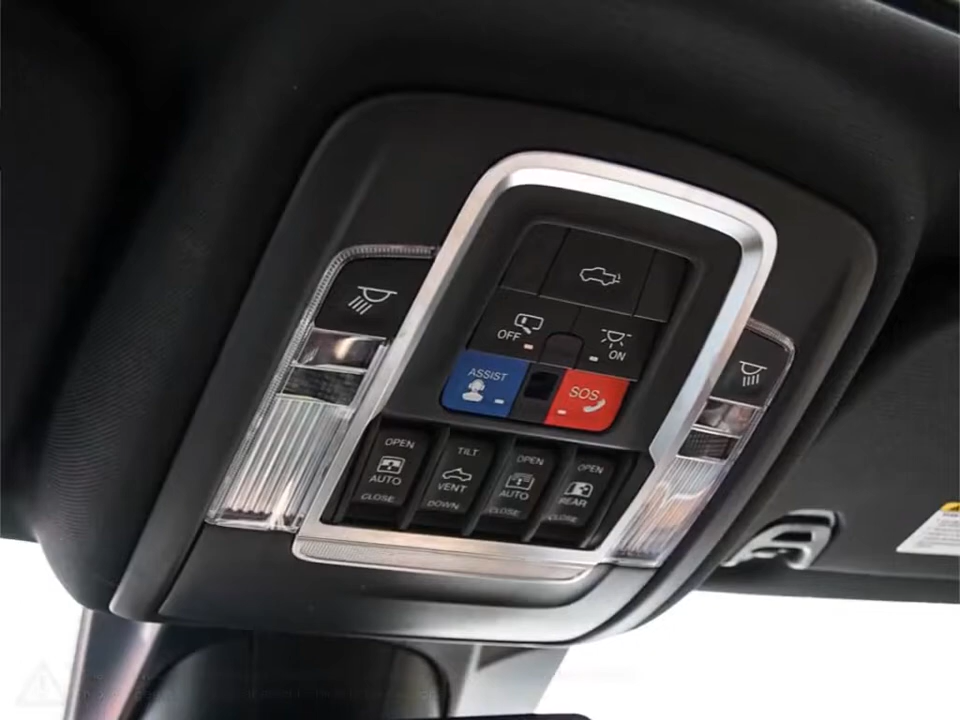 OFF
ON
ASSIST
SOS
OPEN
AUTO
CLOSE
TILT
VENT
DOWN
OPEN
AUTO
CLOSE
OPEN
REAR
CLOSE